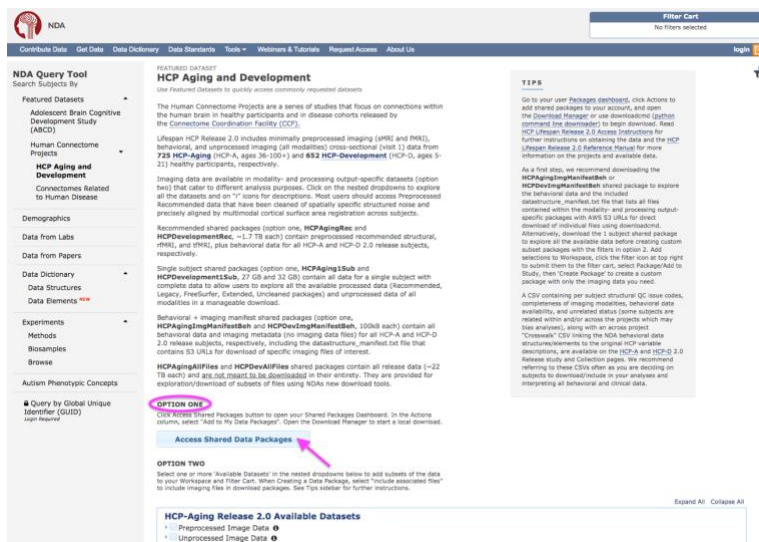 NDA
Filter Cart
No filters selected
Contribute Data Get Data Data Dictionary Data Standards Tools Webinars & Tutorials Request Access About Us
login
NDA Query Tool
Search Subjects By
Featured Datasets
Adolescent Brain Cognitive
Development Study
(ABCD)
Human Connectome
Projects
HCP Aging and
Development
Connectomes Related
to Human Disease
Demographics
Data from Labs
Data from Papers
Data Dictionary
Data Structures
Data Elements NEW
Experiments
Methods
Biosamples
Browse
Autism Phenotypic Concepts
Query by Global Unique
Identifier (GUID)
Login Required
FEATURED DATASET
HCP Aging and Development
Use Featured Datasets to quickly access commonly requested datasets
The Human Connectome Projects are a series of studies that focus on connections within
the human brain in healthy participants and in disease cohorts released by
the Connectome Coordination Facility (CCF).
Lifespan HCP Release 2.0 includes minimally preprocessed imaging (sMRI and fMRI),
behavioral, and unprocessed imaging (all modalities) cross-sectional (visit 1) data from
725 HCP-Aging (HCP-A, ages 36-100+) and 652 HCP-Development (HCP-D, ages 5-
21) healthy participants, respectively.
Imaging data are available in modality- and processing output-specific datasets (option
two) that cater to different analysis purposes. Click on the nested dropdowns to explore
all the datasets and on "i" icons for descriptions. Most users should access Preprocessed
Recommended data that have been cleaned of spatially specific structured noise and
precisely aligned by multimodal cortical surface area registration across subjects.
Recommended shared packages (option one, HCPAgingRec and
HCPDevelopmentRec, ~1.7 TB each) contain preprocessed recommended structural,
rfMRI, and tfMRI, plus behavioral data for all HCP-A and HCP-D 2.0 release subjects,
respectively.
Single subject shared packages (option one, HCPAging1Sub and
HCPDevelopment1Sub, 27 GB and 32 GB) contain all data for a single subject with
complete data to allow users to explore all the available processed data (Recommended,
Legacy, FreeSurfer, Extended, Uncleaned packages) and unprocessed data of all
modalities in a manageable download.
Behavioral + imaging manifest shared packages (option one,
HCPAgingImgManifestBeh and HCPDevImgManifestBeh, 100kB each) contain all
behavioral data and imaging metadata (no imaging data files) for all HCP-A and HCP-D
2.0 release subjects, respectively, including the datastructure_manifest.txt file that
contains S3 URLs for download of specific imaging files of interest.
HCPAgingAllFiles and HCPDevAllFiles shared packages contain all release data (~22
TB each) and are not meant to be downloaded in their entirety. They are provided for
exploration/download of subsets of files using NDAs new download tools.
OPTION ONE
Click Access Shared Packages button to open your Shared Packages Dashboard. In the Actions
column, select "Add to My Data Packages". Open the Download Manager to start a local download.
Access Shared Data Packages
OPTION TWO
Select one or more 'Available Datasets' in the nested dropdowns below to add subsets of the data
to your Workspace and Filter Cart. When Creating a Data Package, select "include associated files"
to include imaging files in download packages. See Tips sidebar for further instructions.
Expand All Collapse All
HCP-Aging Release 2.0 Available Datasets
Preprocessed Image Data
Unprocessed Image Data
TIPS
Go to your user Packages dashboard, click Actions to
add shared packages to your account, and open
the Download Manager or use downloadcmd (python
command line downloader) to begin download. Read
HCP Lifespan Release 2.0 Access Instructions for
further instructions on obtaining the data and the HCP
Lifespan Release 2.0 Reference Manual for more
information on the projects and available data.
As a first step, we recommend downloading the
HCPAgingImgManifestBeh or
HCPDevImgManifestBeh shared package to explore
the behavioral data and the included
datastructure_manifest.txt file that lists all files
contained within the modality- and processing output-
specific packages with AWS S3 URLs for direct
download of individual files using downloadcmd.
Alternatively, download the 1 subject shared package
to explore all the data available before creating custom
subset packages with the filters in option 2. Add
selections to Workspace, click the filter icon at top right
to submit them to the filter cart, select Package/Add to
Study, then 'Create Package' to create a custom
package with only the imaging data you need.
A CSV containing per subject structural QC issue codes,
completeness of imaging modalities, behavioral data
availability, and unrelated status (some subjects are
related within and/or across the projects which may
bias analyses), along with an across project
"Crosswalk" CSV linking the NDA behavioral data
structures/elements to the original HCP variable
descriptions, are available on the HCP-A and HCP-D 2.0
Release study and Collection pages. We recommend
referring to these CSVs often as you are deciding on
subjects to download/include in your analyses and
interpreting all behavioral and clinical data.